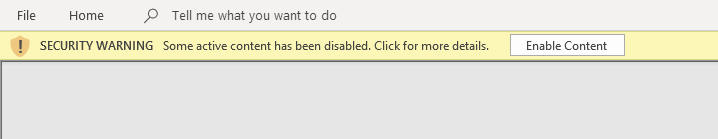 File Home Tell me what you want to do
SECURITY WARNING Some active content has been disabled. Click for more details. Enable Content